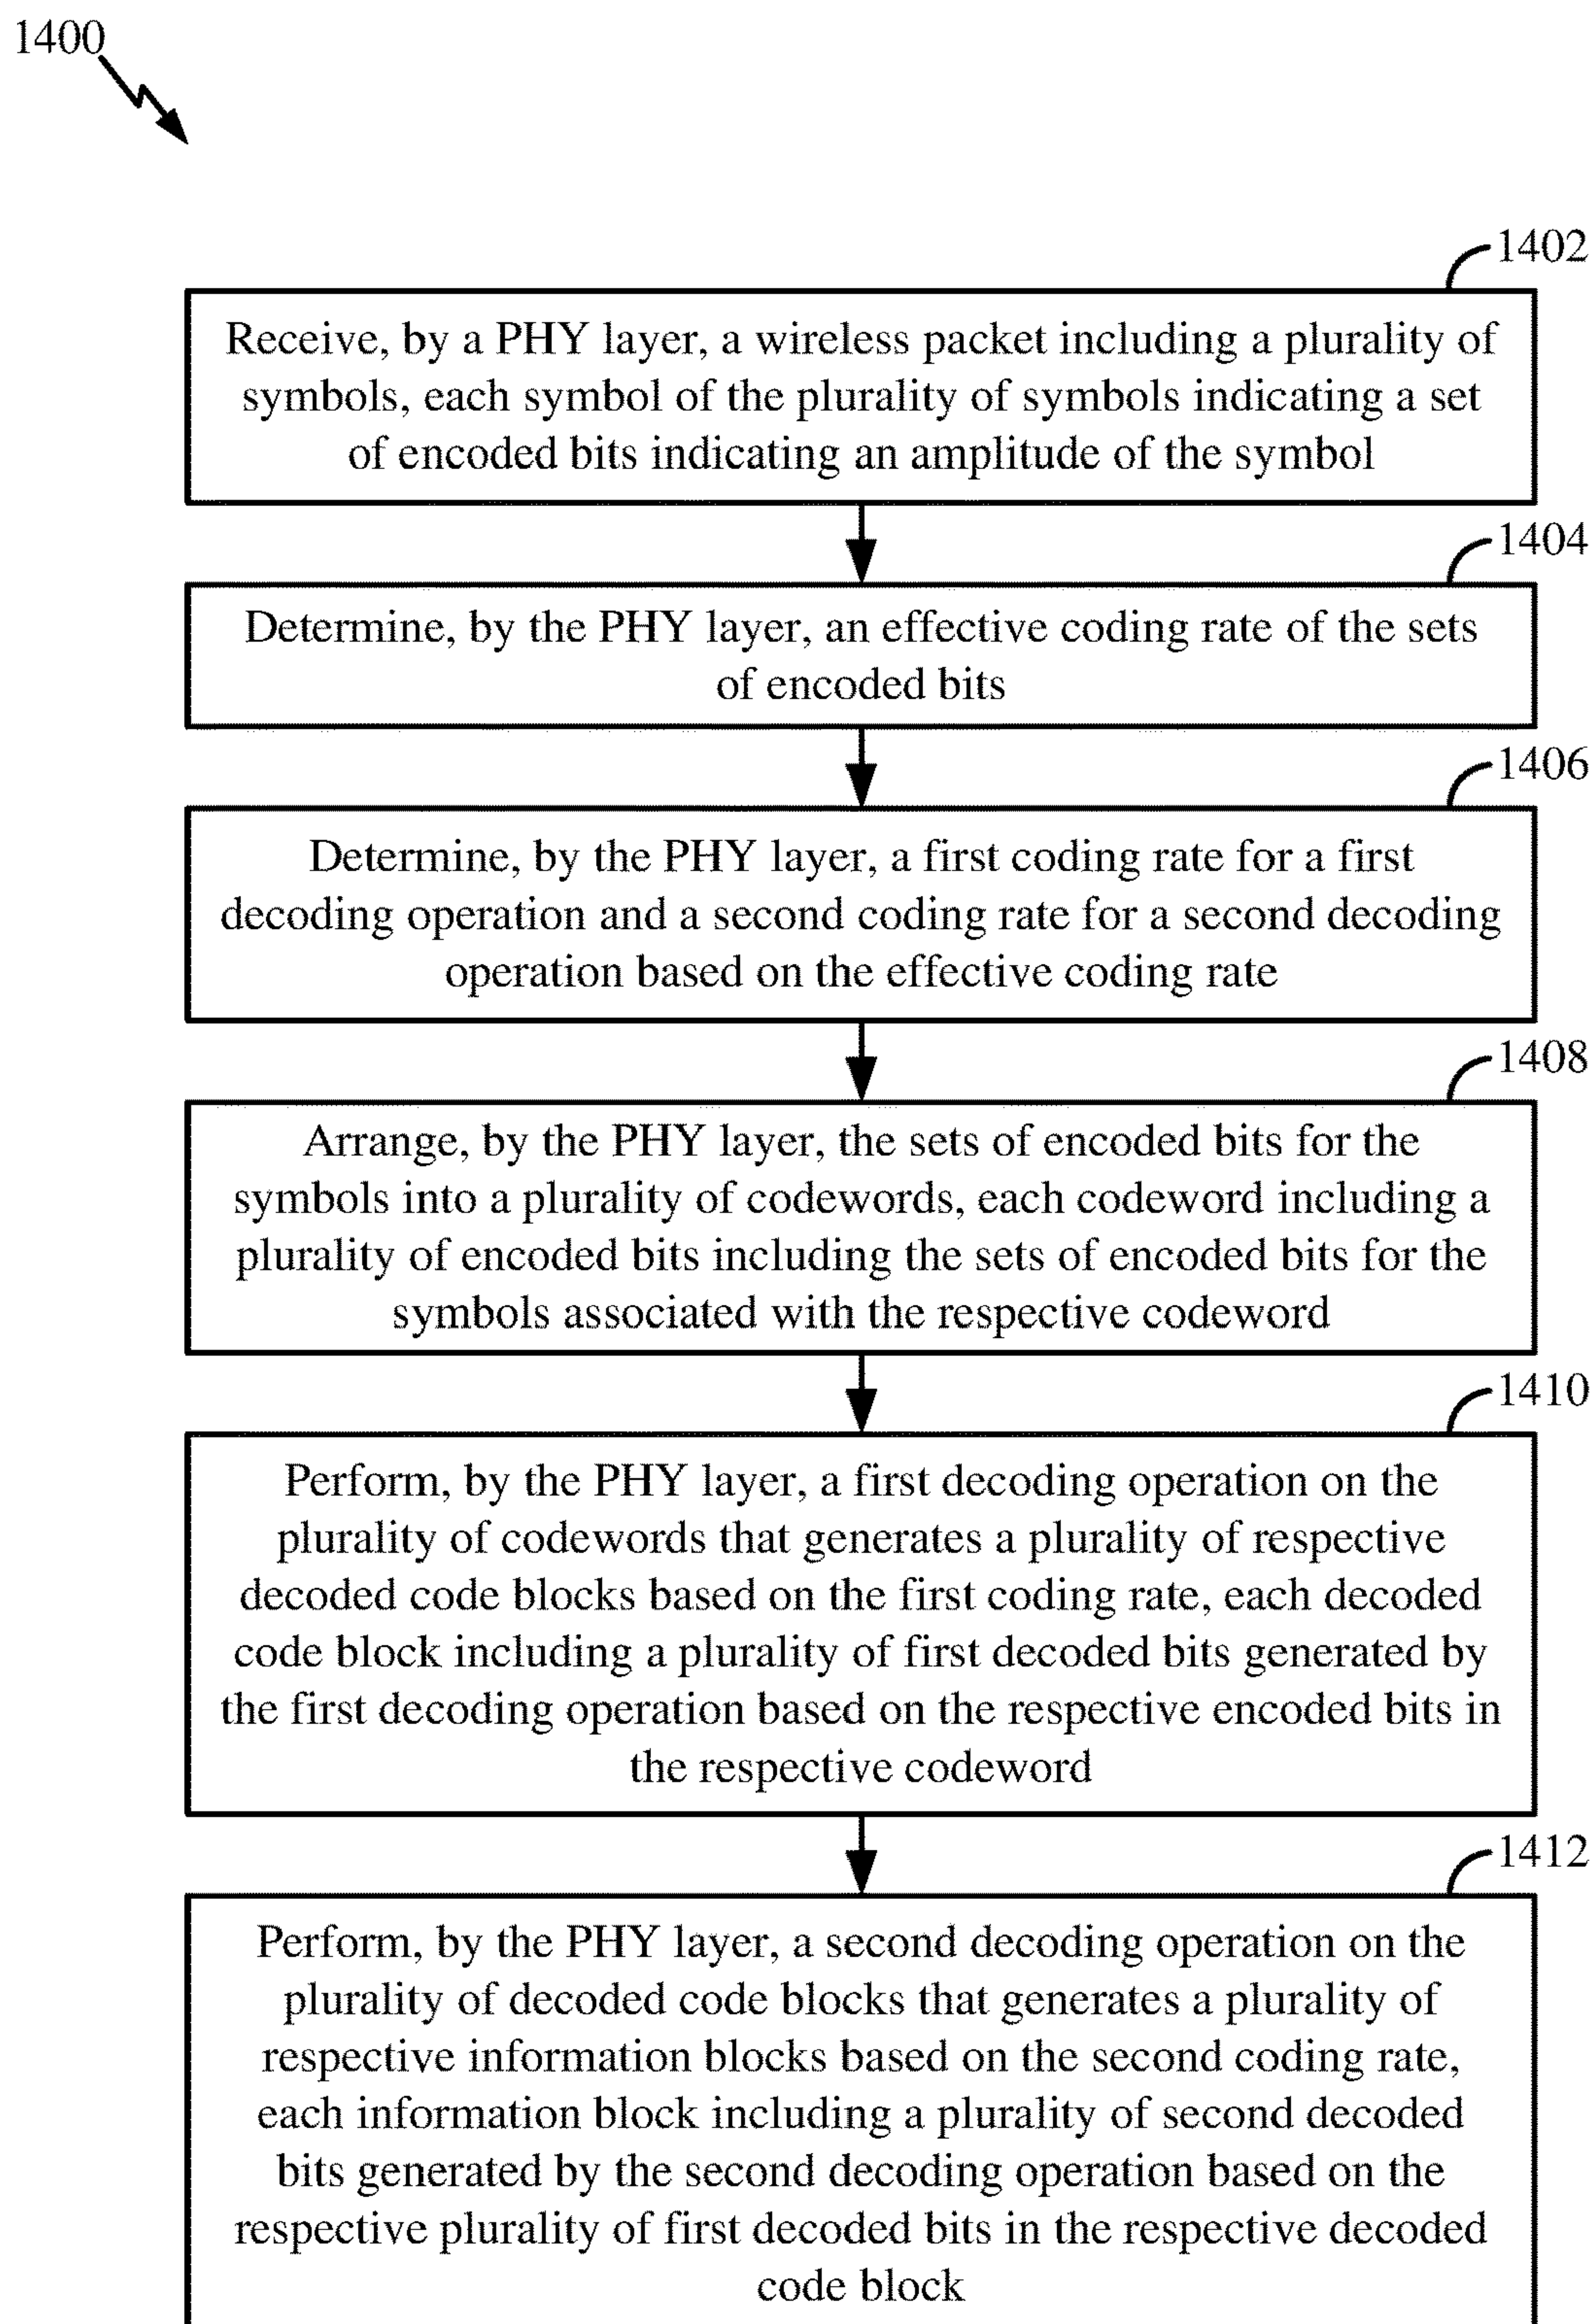 1400
1402
Receive, by a PHY layer, a wireless packet including a plurality of
symbols, each symbol of the plurality of symbols indicating a set
of encoded bits indicating an amplitude of the symbol
1404
Determine, by the PHY layer, an effective coding rate of the sets
of encoded bits
1406
Determine, by the PHY layer, a first coding rate for a first
decoding operation and a second coding rate for a second decoding
operation based on the effective coding rate
1408
Arrange, by the PHY layer, the sets of encoded bits for the
symbols into a plurality of codewords, each codeword including a
plurality of encoded bits including the sets of encoded bits for the
symbols associated with the respective codeword
1410
Perform, by the PHY layer, a first decoding operation on the
plurality of codewords that generates a plurality of respective
decoded code blocks based on the first coding rate, each decoded
code block including a plurality of first decoded bits generated by
the first decoding operation based on the respective encoded bits in
the respective codeword
1412
Perform, by the PHY layer, a second decoding operation on the
plurality of decoded code blocks that generates a plurality of
respective information blocks based on the second coding rate,
each information block including a plurality of second decoded
bits generated by the second decoding operation based on the
respective plurality of first decoded bits in the respective decoded
code block